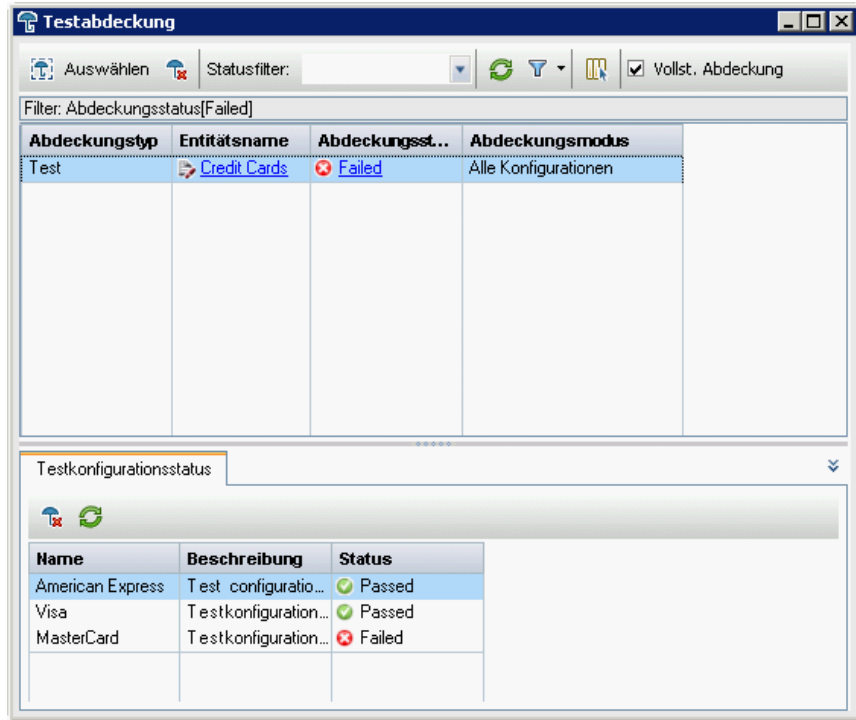 Testabdeckung
Auswählen Statusfilter: Vollst. Abdeckung
Filter: Abdeckungsstatus[Failed]
Abdeckungstyp Entitätsname Abdeckungsst... Abdeckungsmodus
Test Credit Cards Failed Alle Konfigurationen
Testkonfigurationsstatus
Name Beschreibung Status
American Express Test configuratio... Passed
Visa Testkonfiguration... Passed
MasterCard Testkonfiguration... Failed